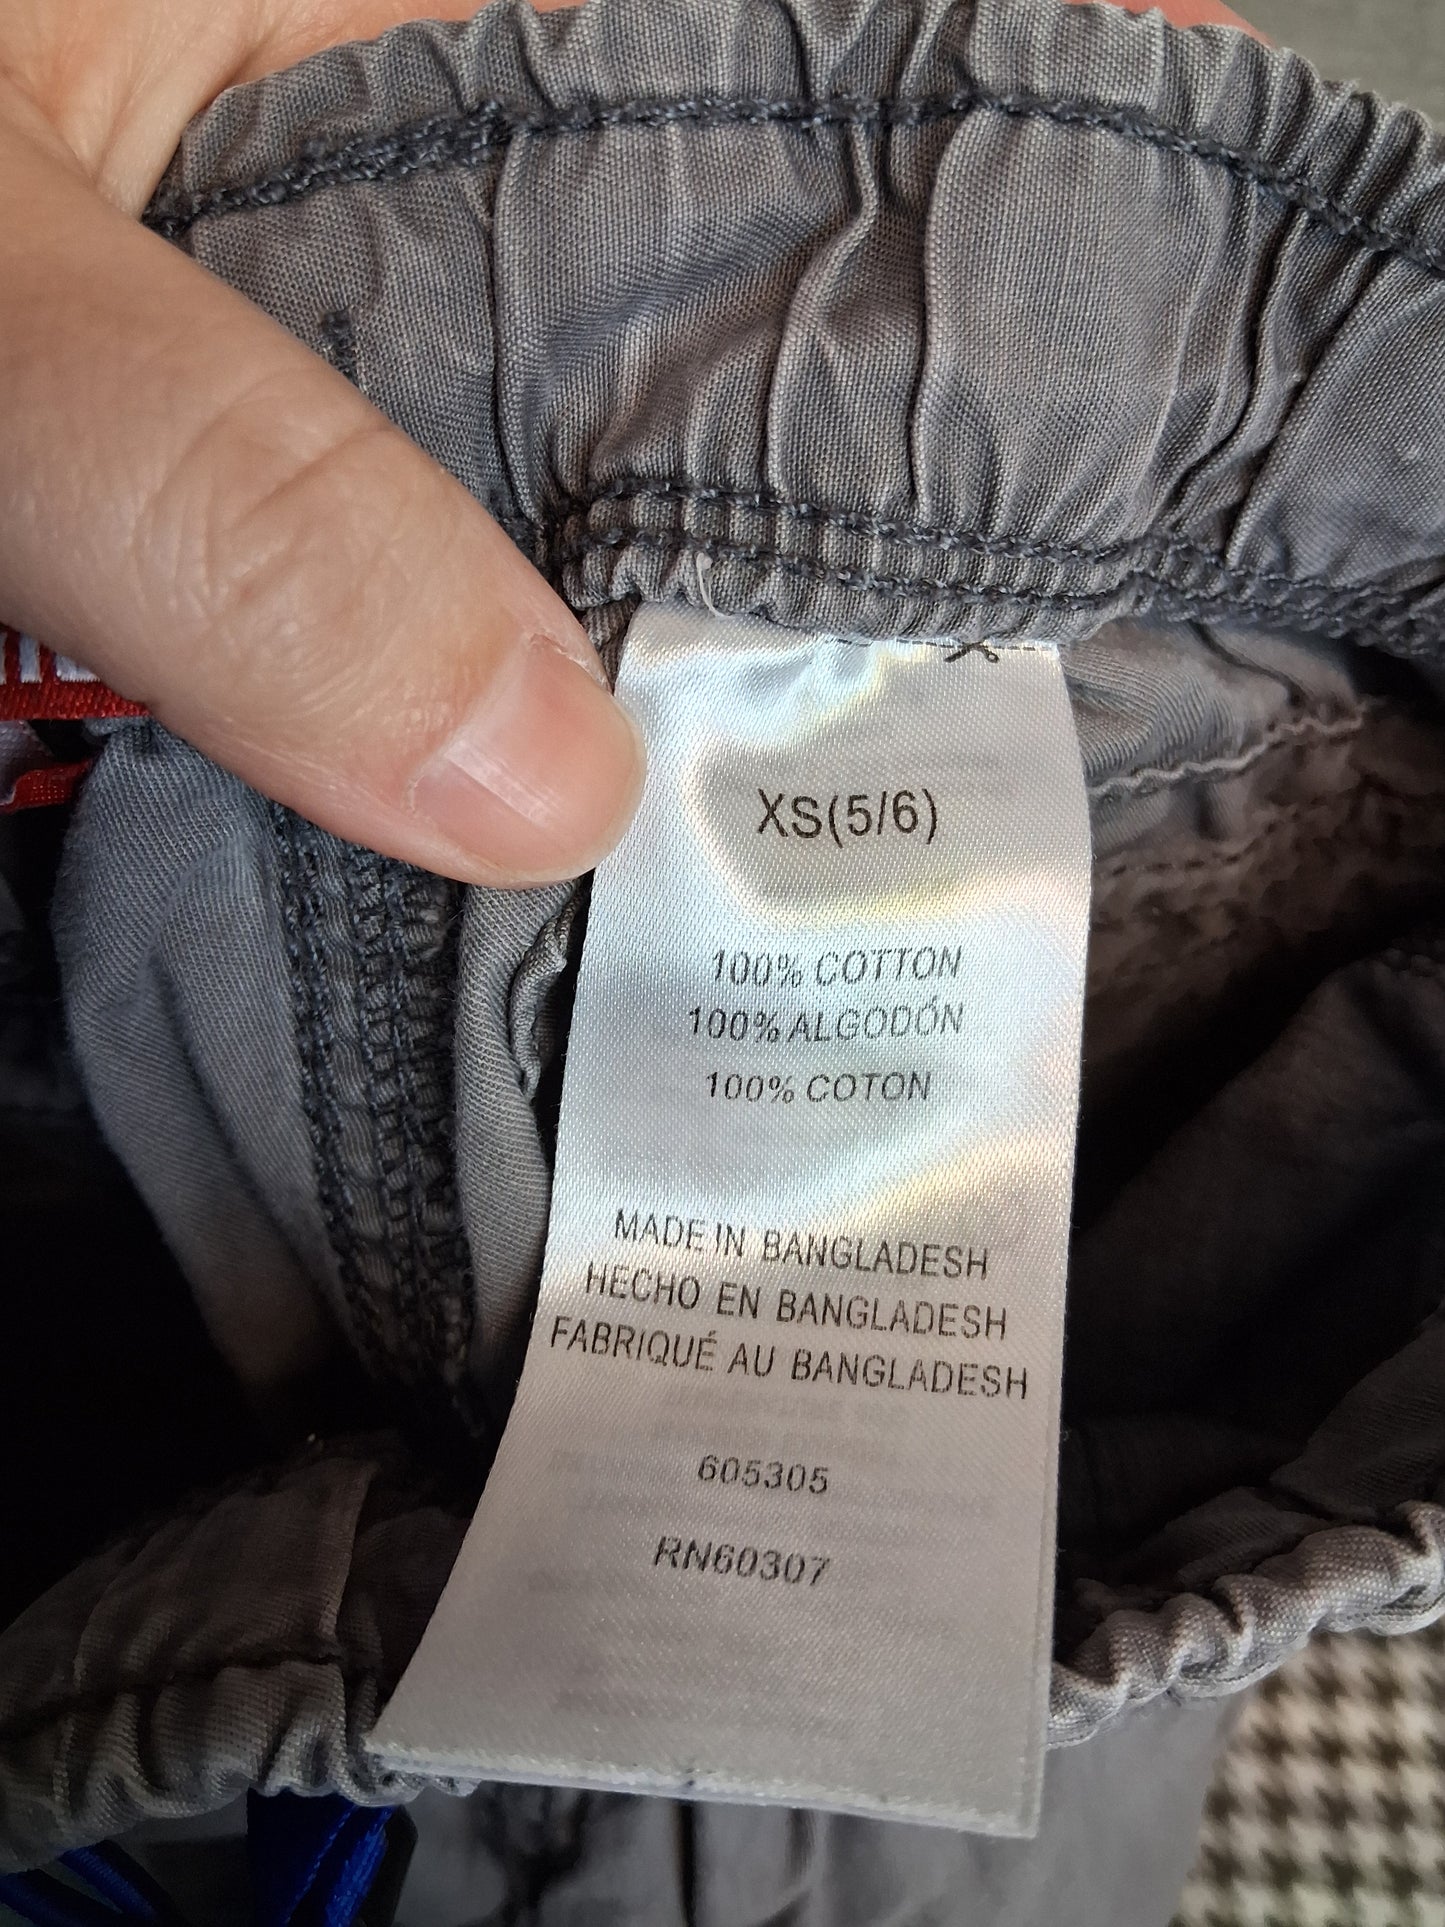 XS(5/6)
100% COTTON
100% ALGODÓN
100% COTON
MADE IN BANGLADESH
HECHO EN BANGLADESH
FABRIQUÉ AU BANGLADESH
605305
RN60307